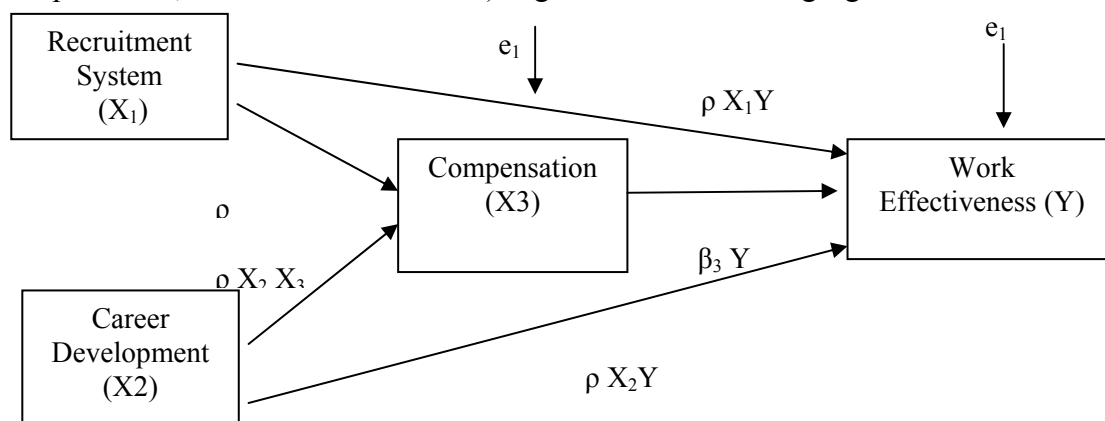 e₁
e₁
Recruitment
System
(X₁)
ρ X₁Y
Compensation
(X3)
Work
Effectiveness (Y)
ρ
β₃ Y
ρ X₂ X₃
Career
Development
(X2)
ρ X₂Y